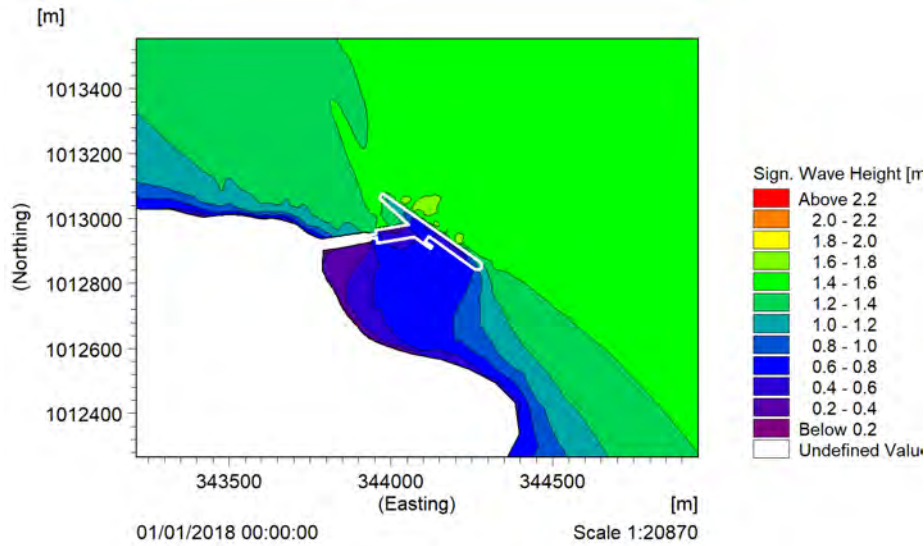 [m]
1013400
1013200
1013000
1012800
1012600
1012400
(Northing)
343500
344000
344500
(Easting)
[m]
01/01/2018 00:00:00
Scale 1:20870
Sign. Wave Height [m
Above 2.2
2.0 - 2.2
1.8 - 2.0
1.6 - 1.8
1.4 - 1.6
1.2 - 1.4
1.0 - 1.2
0.8 - 1.0
0.6 - 0.8
0.4 - 0.6
0.2 - 0.4
Below 0.2
Undefined Valu